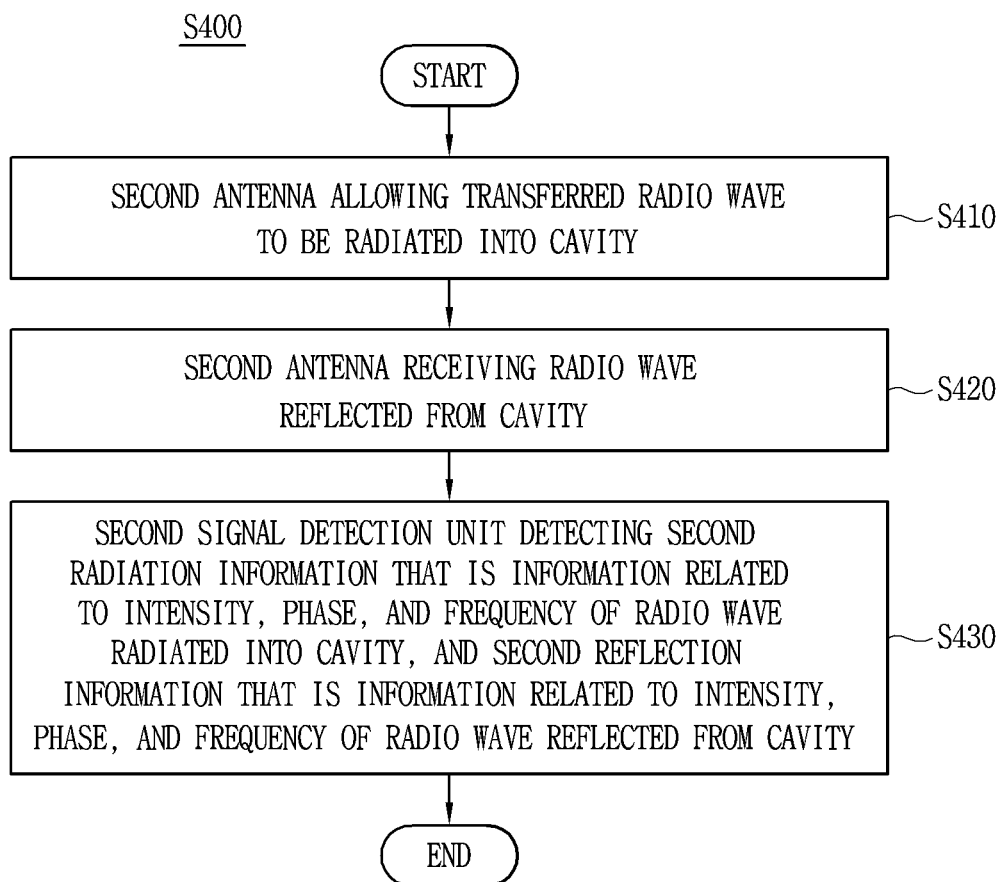 S400
START
SECOND ANTENNA ALLOWING TRANSFERRED RADIO WAVE
TO BE RADIATED INTO CAVITY
S410
SECOND ANTENNA RECEIVING RADIO WAVE
REFLECTED FROM CAVITY
S420
SECOND SIGNAL DETECTION UNIT DETECTING SECOND
RADIATION INFORMATION THAT IS INFORMATION RELATED
TO INTENSITY, PHASE, AND FREQUENCY OF RADIO WAVE
RADIATED INTO CAVITY, AND SECOND REFLECTION
INFORMATION THAT IS INFORMATION RELATED TO INTENSITY,
PHASE, AND FREQUENCY OF RADIO WAVE REFLECTED FROM CAVITY
S430
END